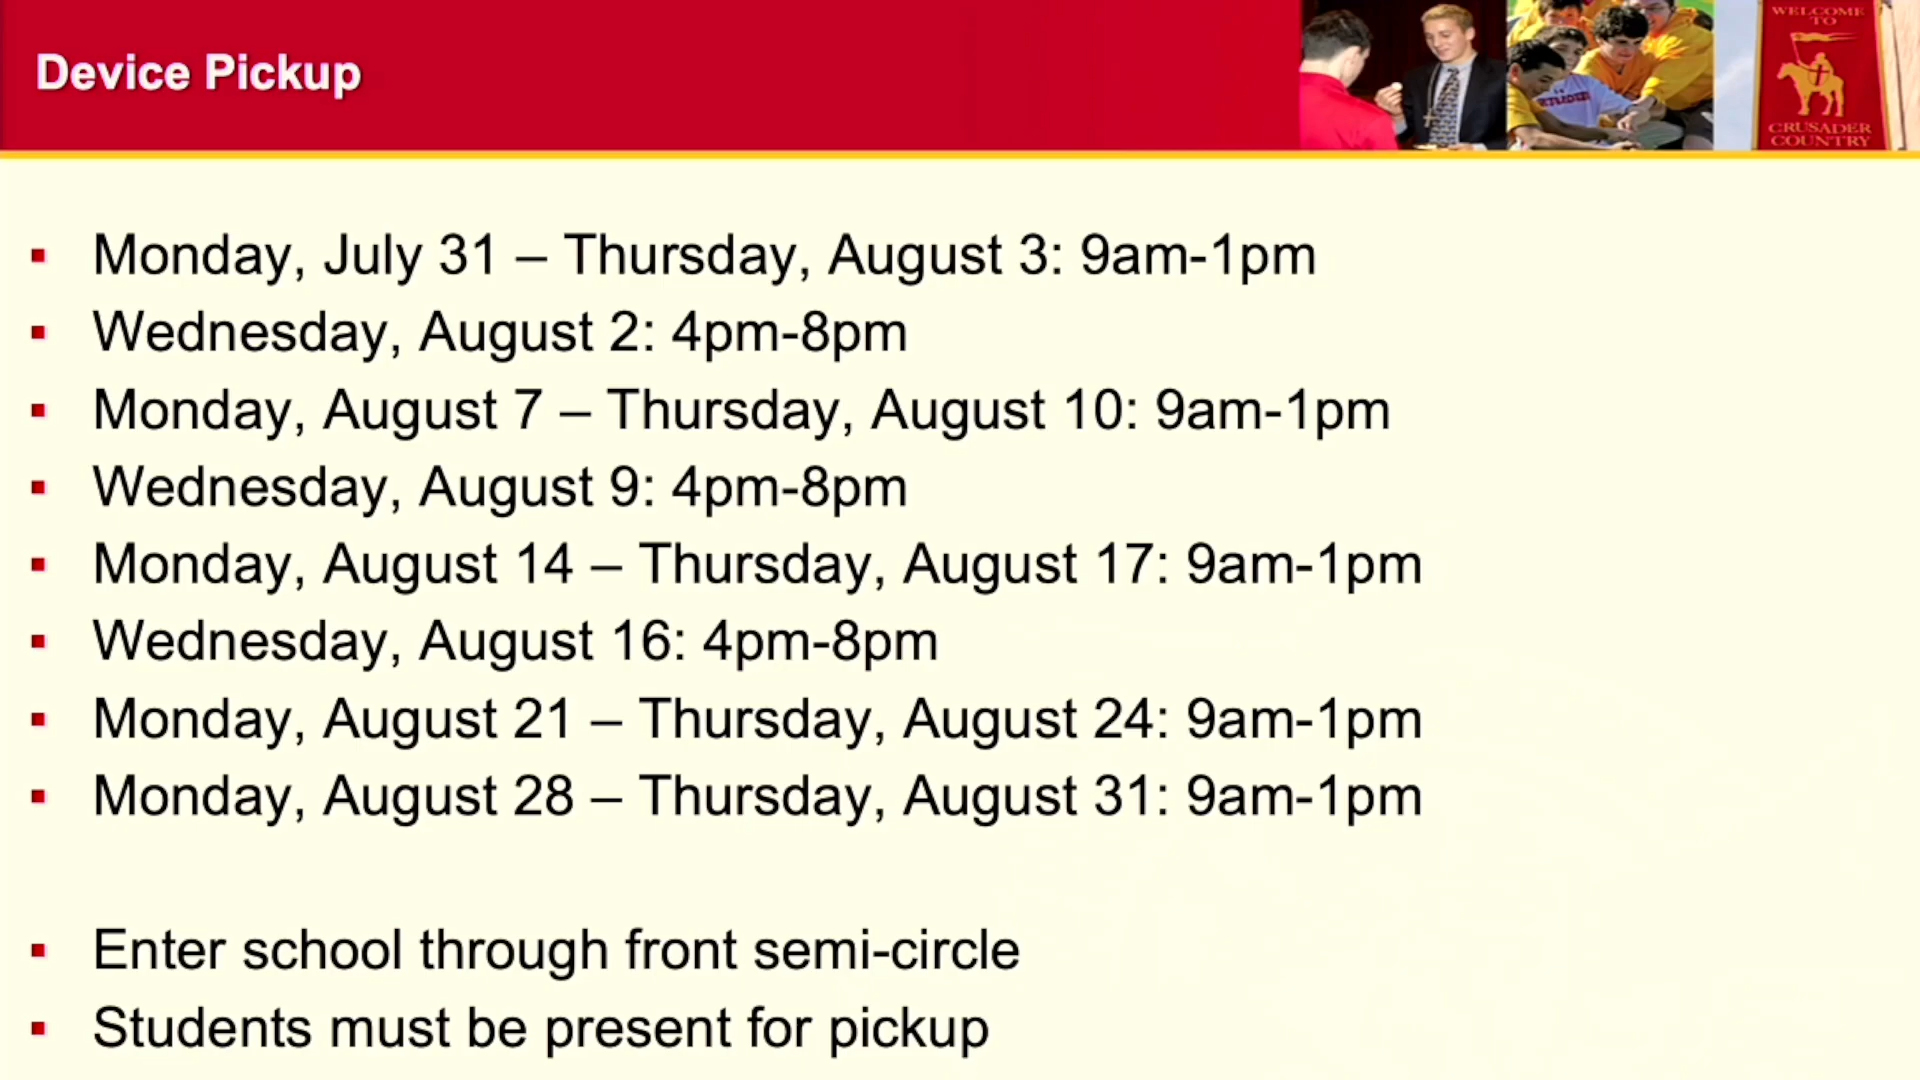 Device Pickup
WELCOME
TO
CRUSADER
COUNTRY
▪ Monday, July 31 – Thursday, August 3: 9am-1pm
▪ Wednesday, August 2: 4pm-8pm
▪ Monday, August 7 – Thursday, August 10: 9am-1pm
▪ Wednesday, August 9: 4pm-8pm
▪ Monday, August 14 – Thursday, August 17: 9am-1pm
▪ Wednesday, August 16: 4pm-8pm
▪ Monday, August 21 – Thursday, August 24: 9am-1pm
▪ Monday, August 28 – Thursday, August 31: 9am-1pm
▪ Enter school through front semi-circle
▪ Students must be present for pickup